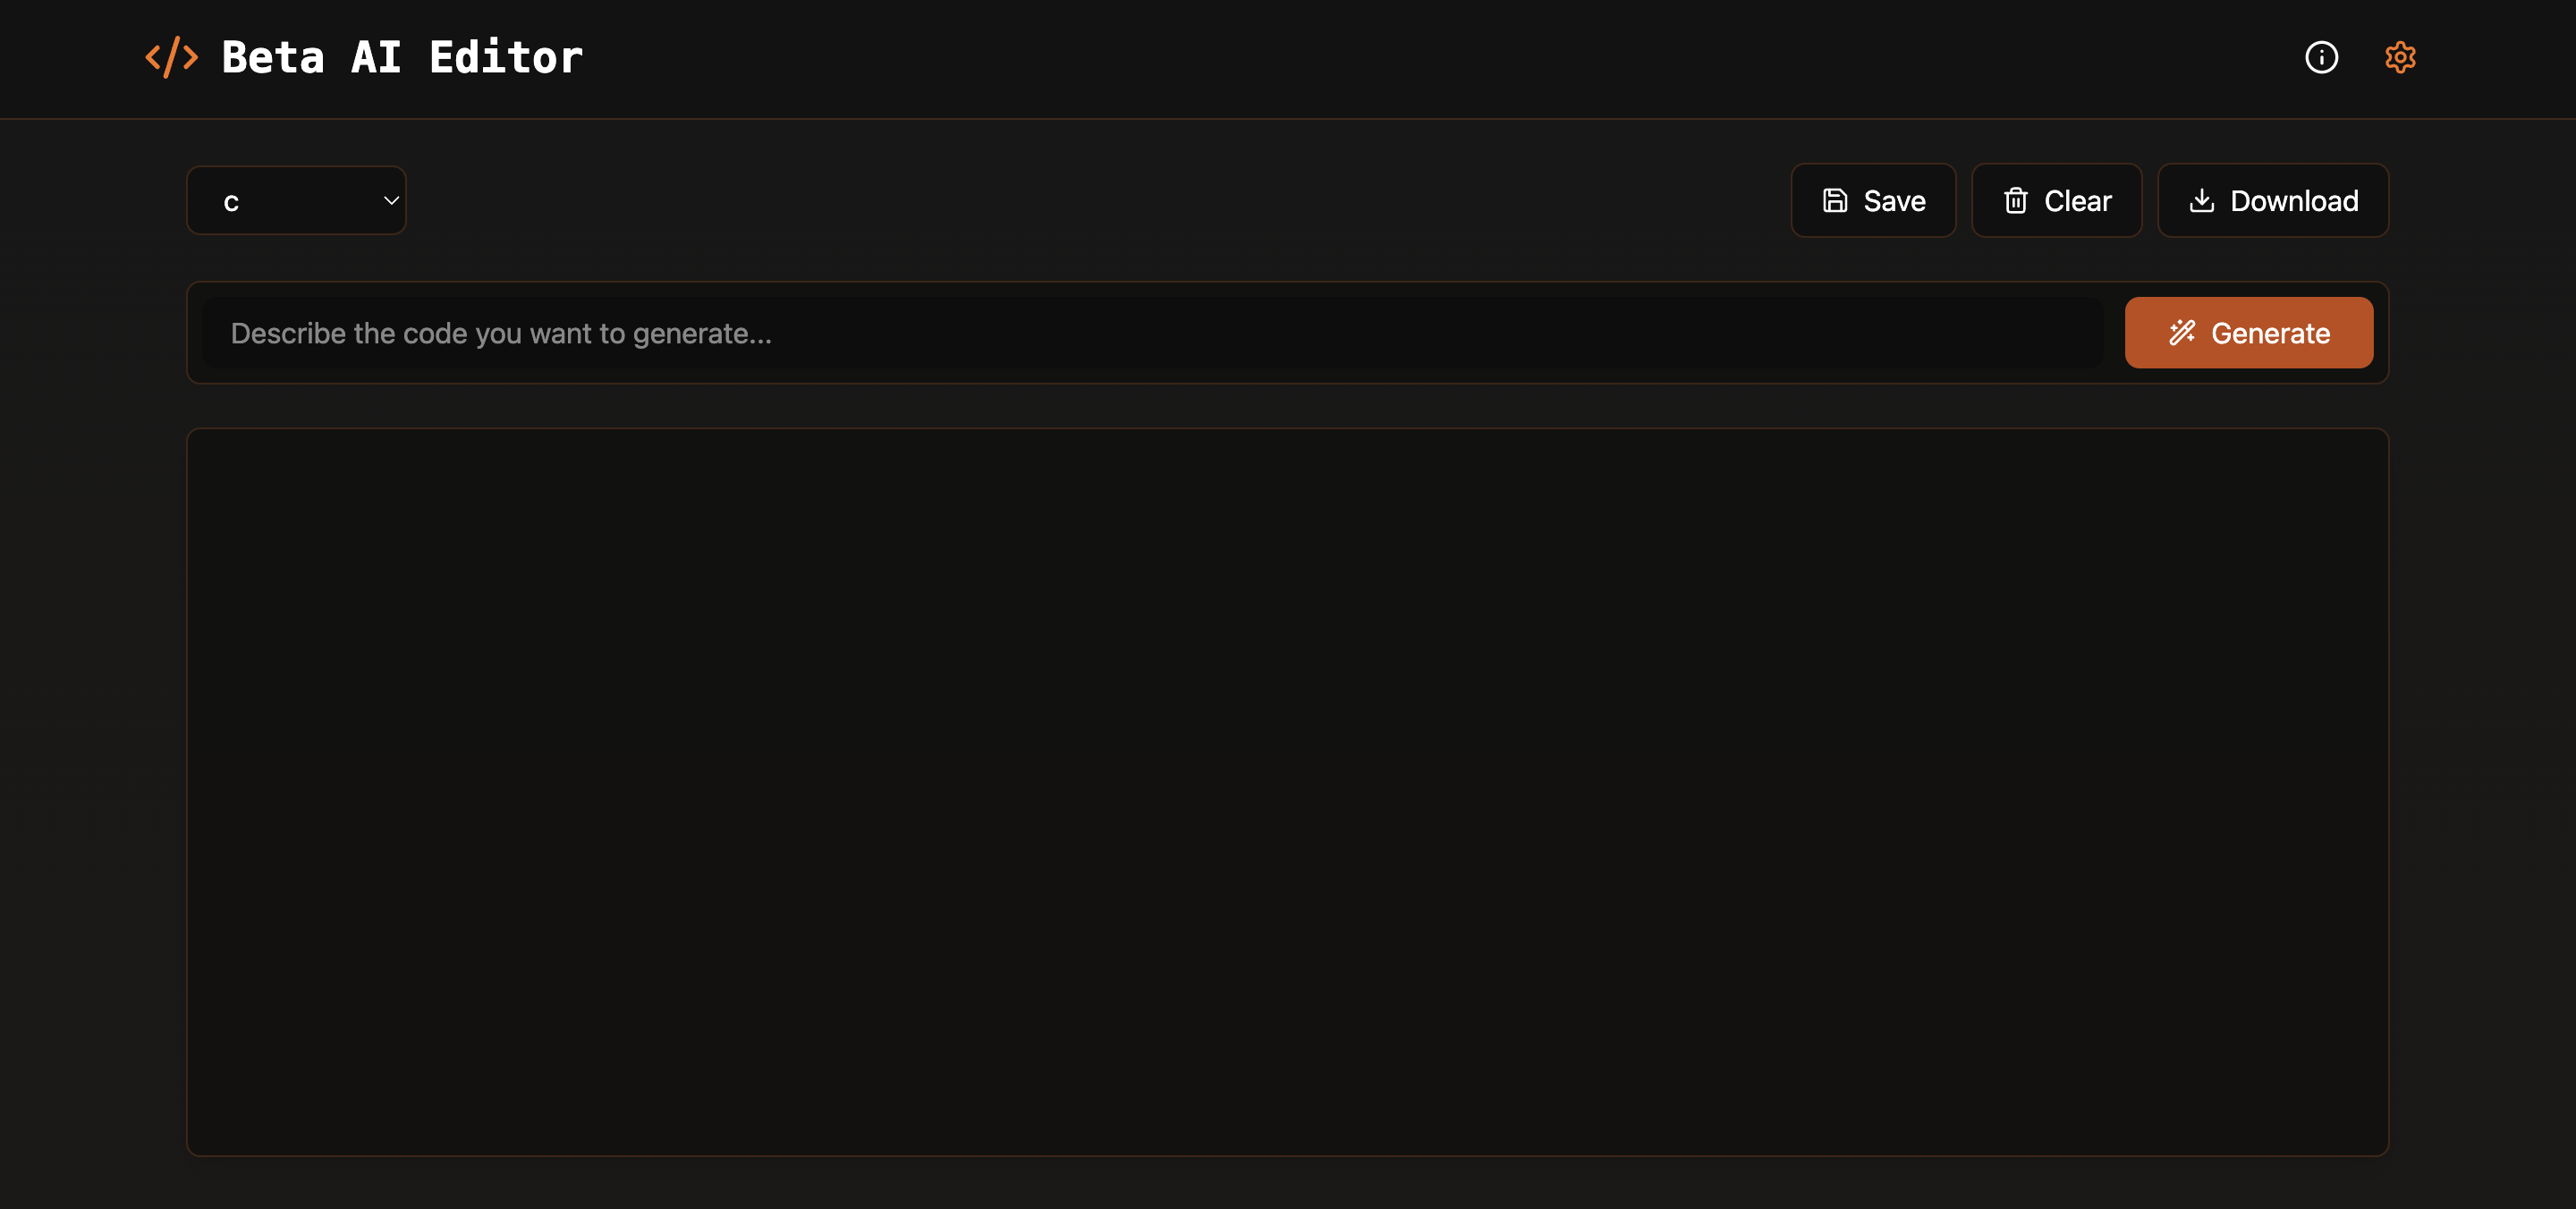 Beta AI Editor
c
Save
Clear
Download
Describe the code you want to generate...
Generate